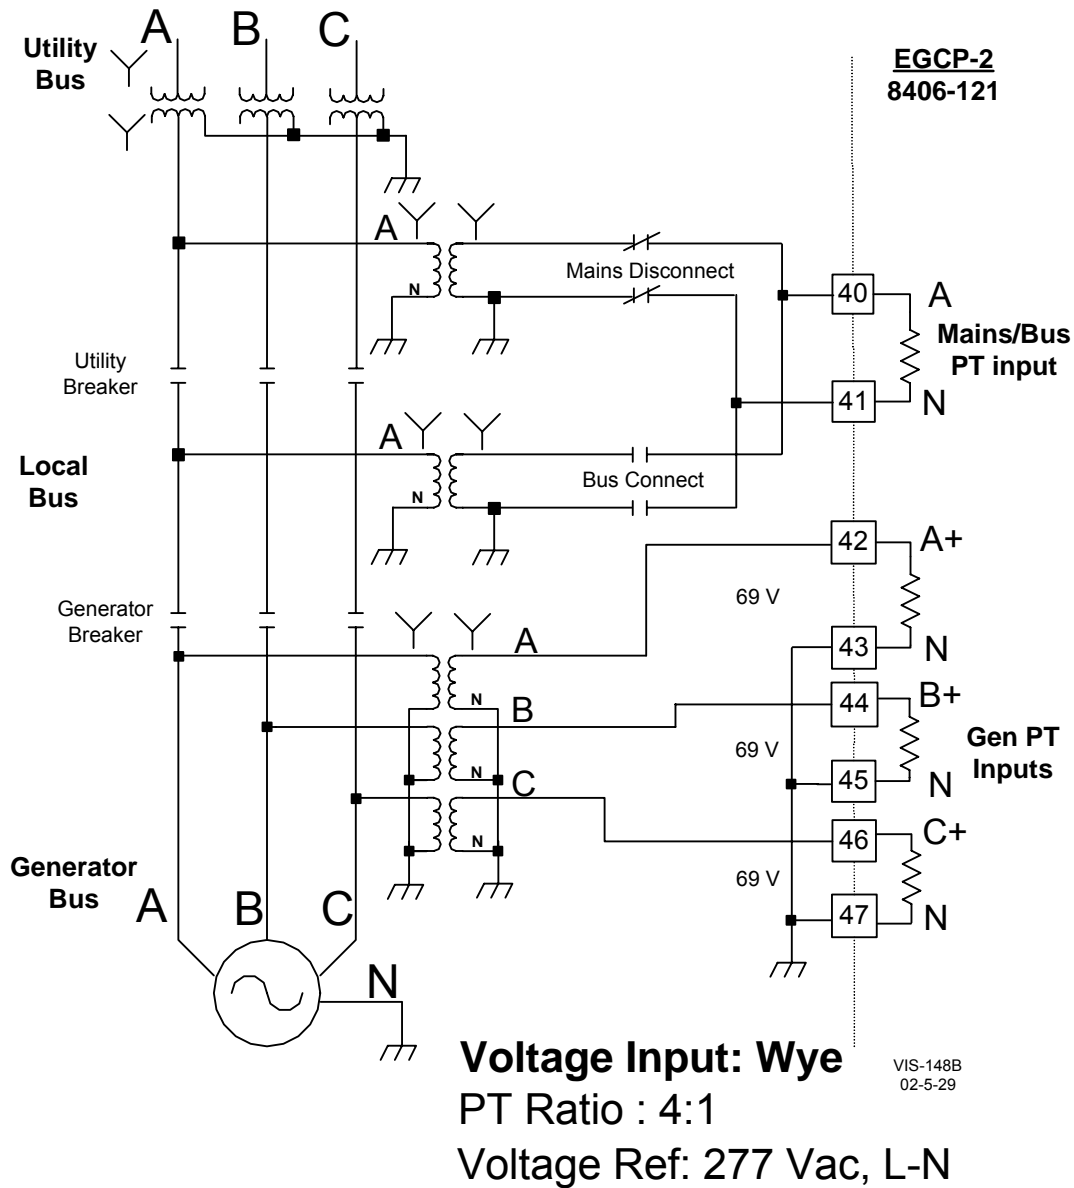 A B C
Utility
Bus
EGCP-2
8406-121
A
N
Mains Disconnect
40
A
Mains/Bus
PT input
41
N
Utility
Breaker
Local
Bus
A
N
Bus Connect
42
A+
69 V
43
N
Generator
Breaker
A
N
B
N
C
N
44
B+
69 V
45
N
Gen PT
Inputs
46
C+
69 V
47
N
Generator
Bus
A B C
N
Voltage Input: Wye
PT Ratio : 4:1
Voltage Ref: 277 Vac, L-N
VIS-148B
02-5-29